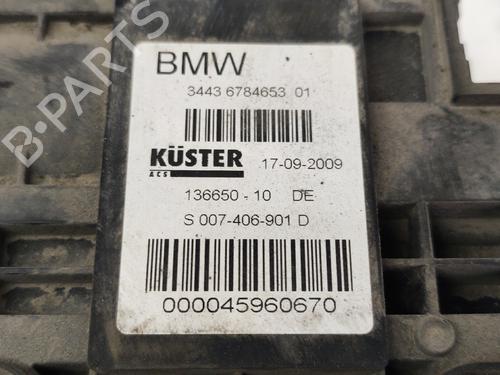 BMW
3443 6784653 01
KÜSTER
ACS
17-09-2009
136650 - 10 DE
S 007-406-901 D
000045960670
B-PARTS